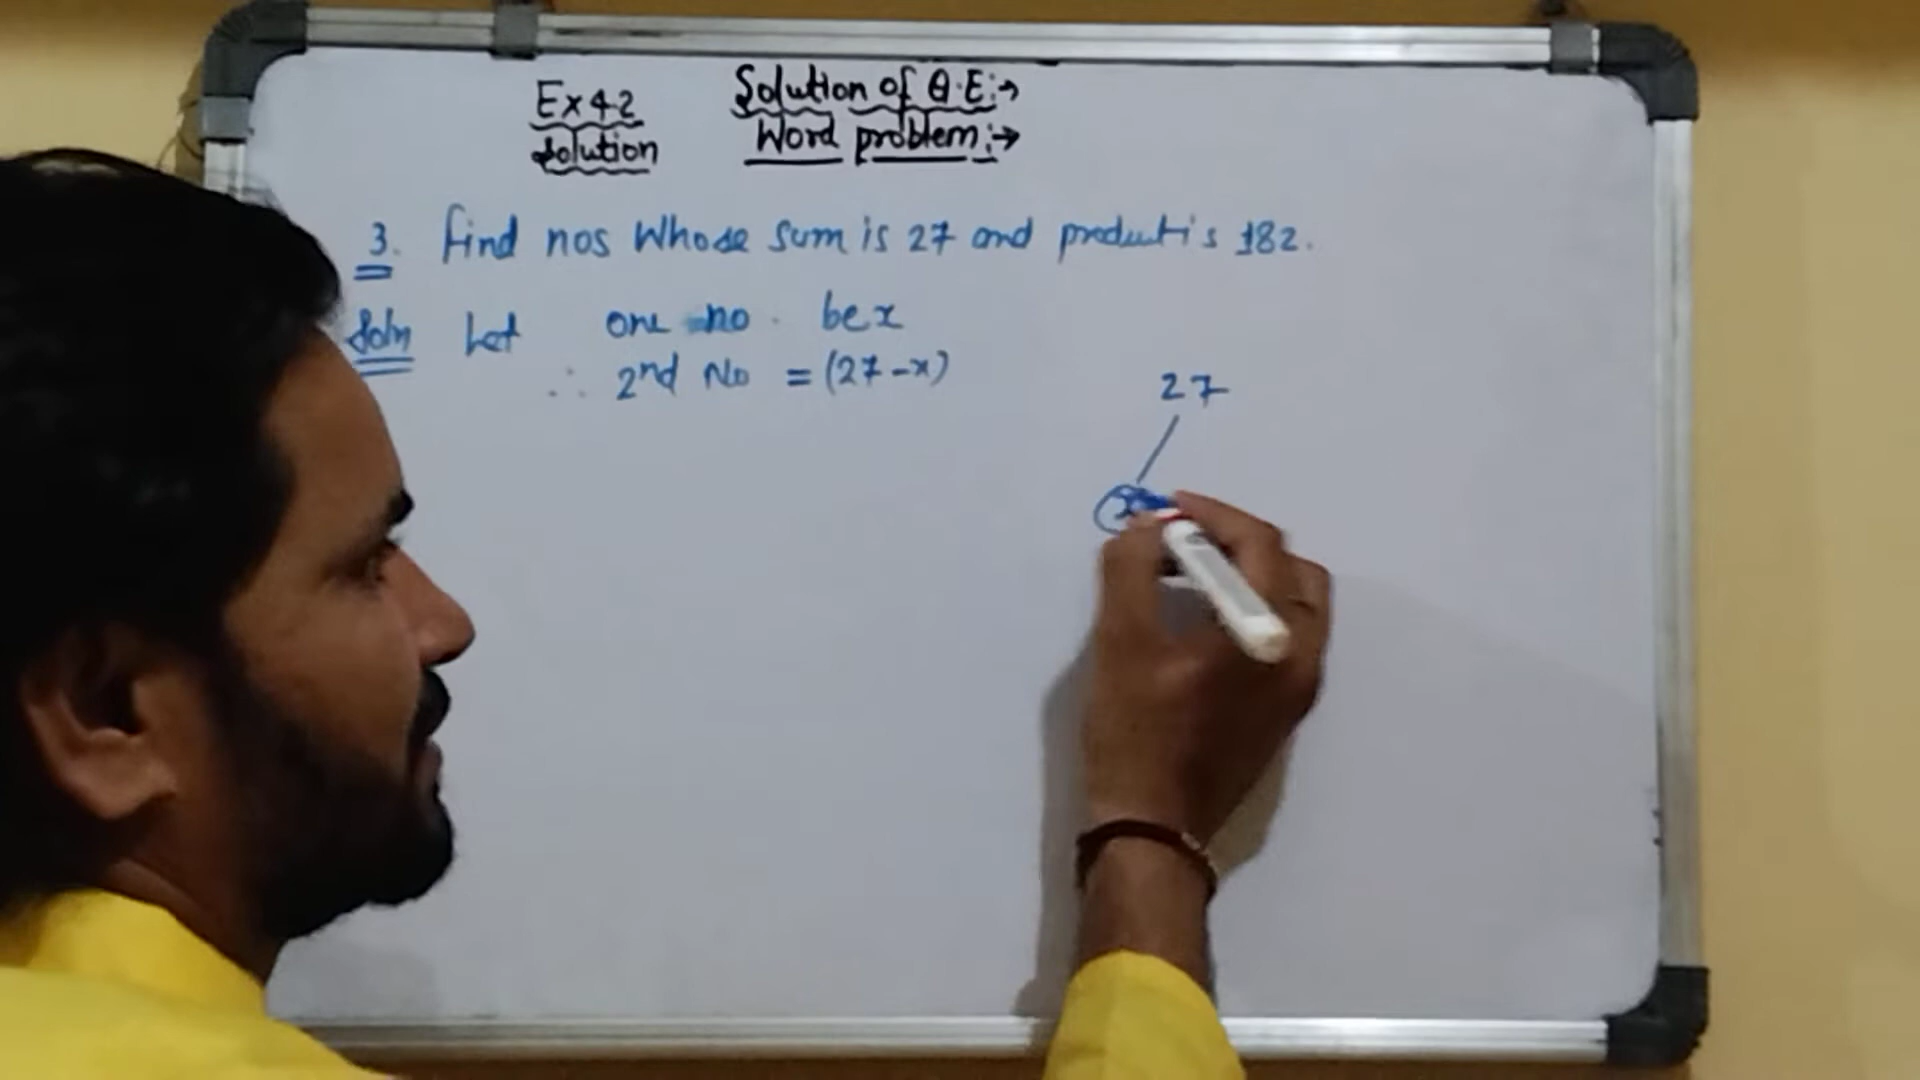 Ex 4.2
Solution
Solution of Q.E:→
Word problem:→
3. find nos Whose sum is 27 and product is 182.
Soln Let one no. be x
∴ 2nd No = (27-x)
27
x